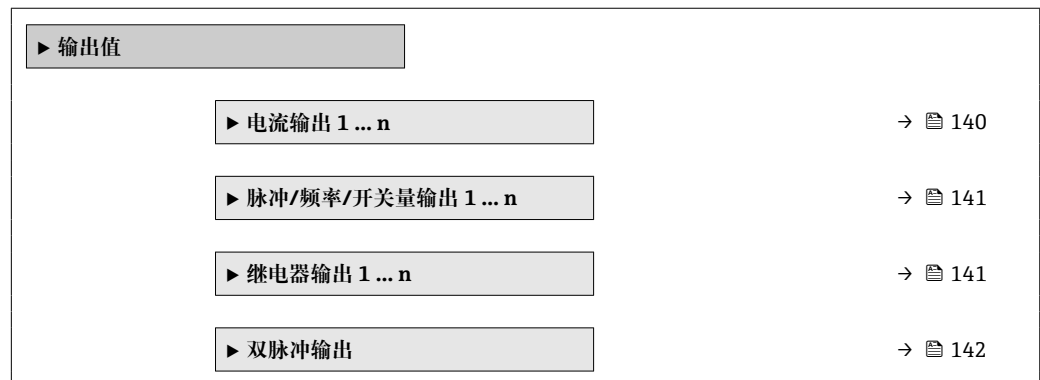 ▶ 输出值
▶ 电流输出 1 ... n → 140
▶ 脉冲/频率/开关量输出 1 ... n → 141
▶ 继电器输出 1 ... n → 141
▶ 双脉冲输出 → 142